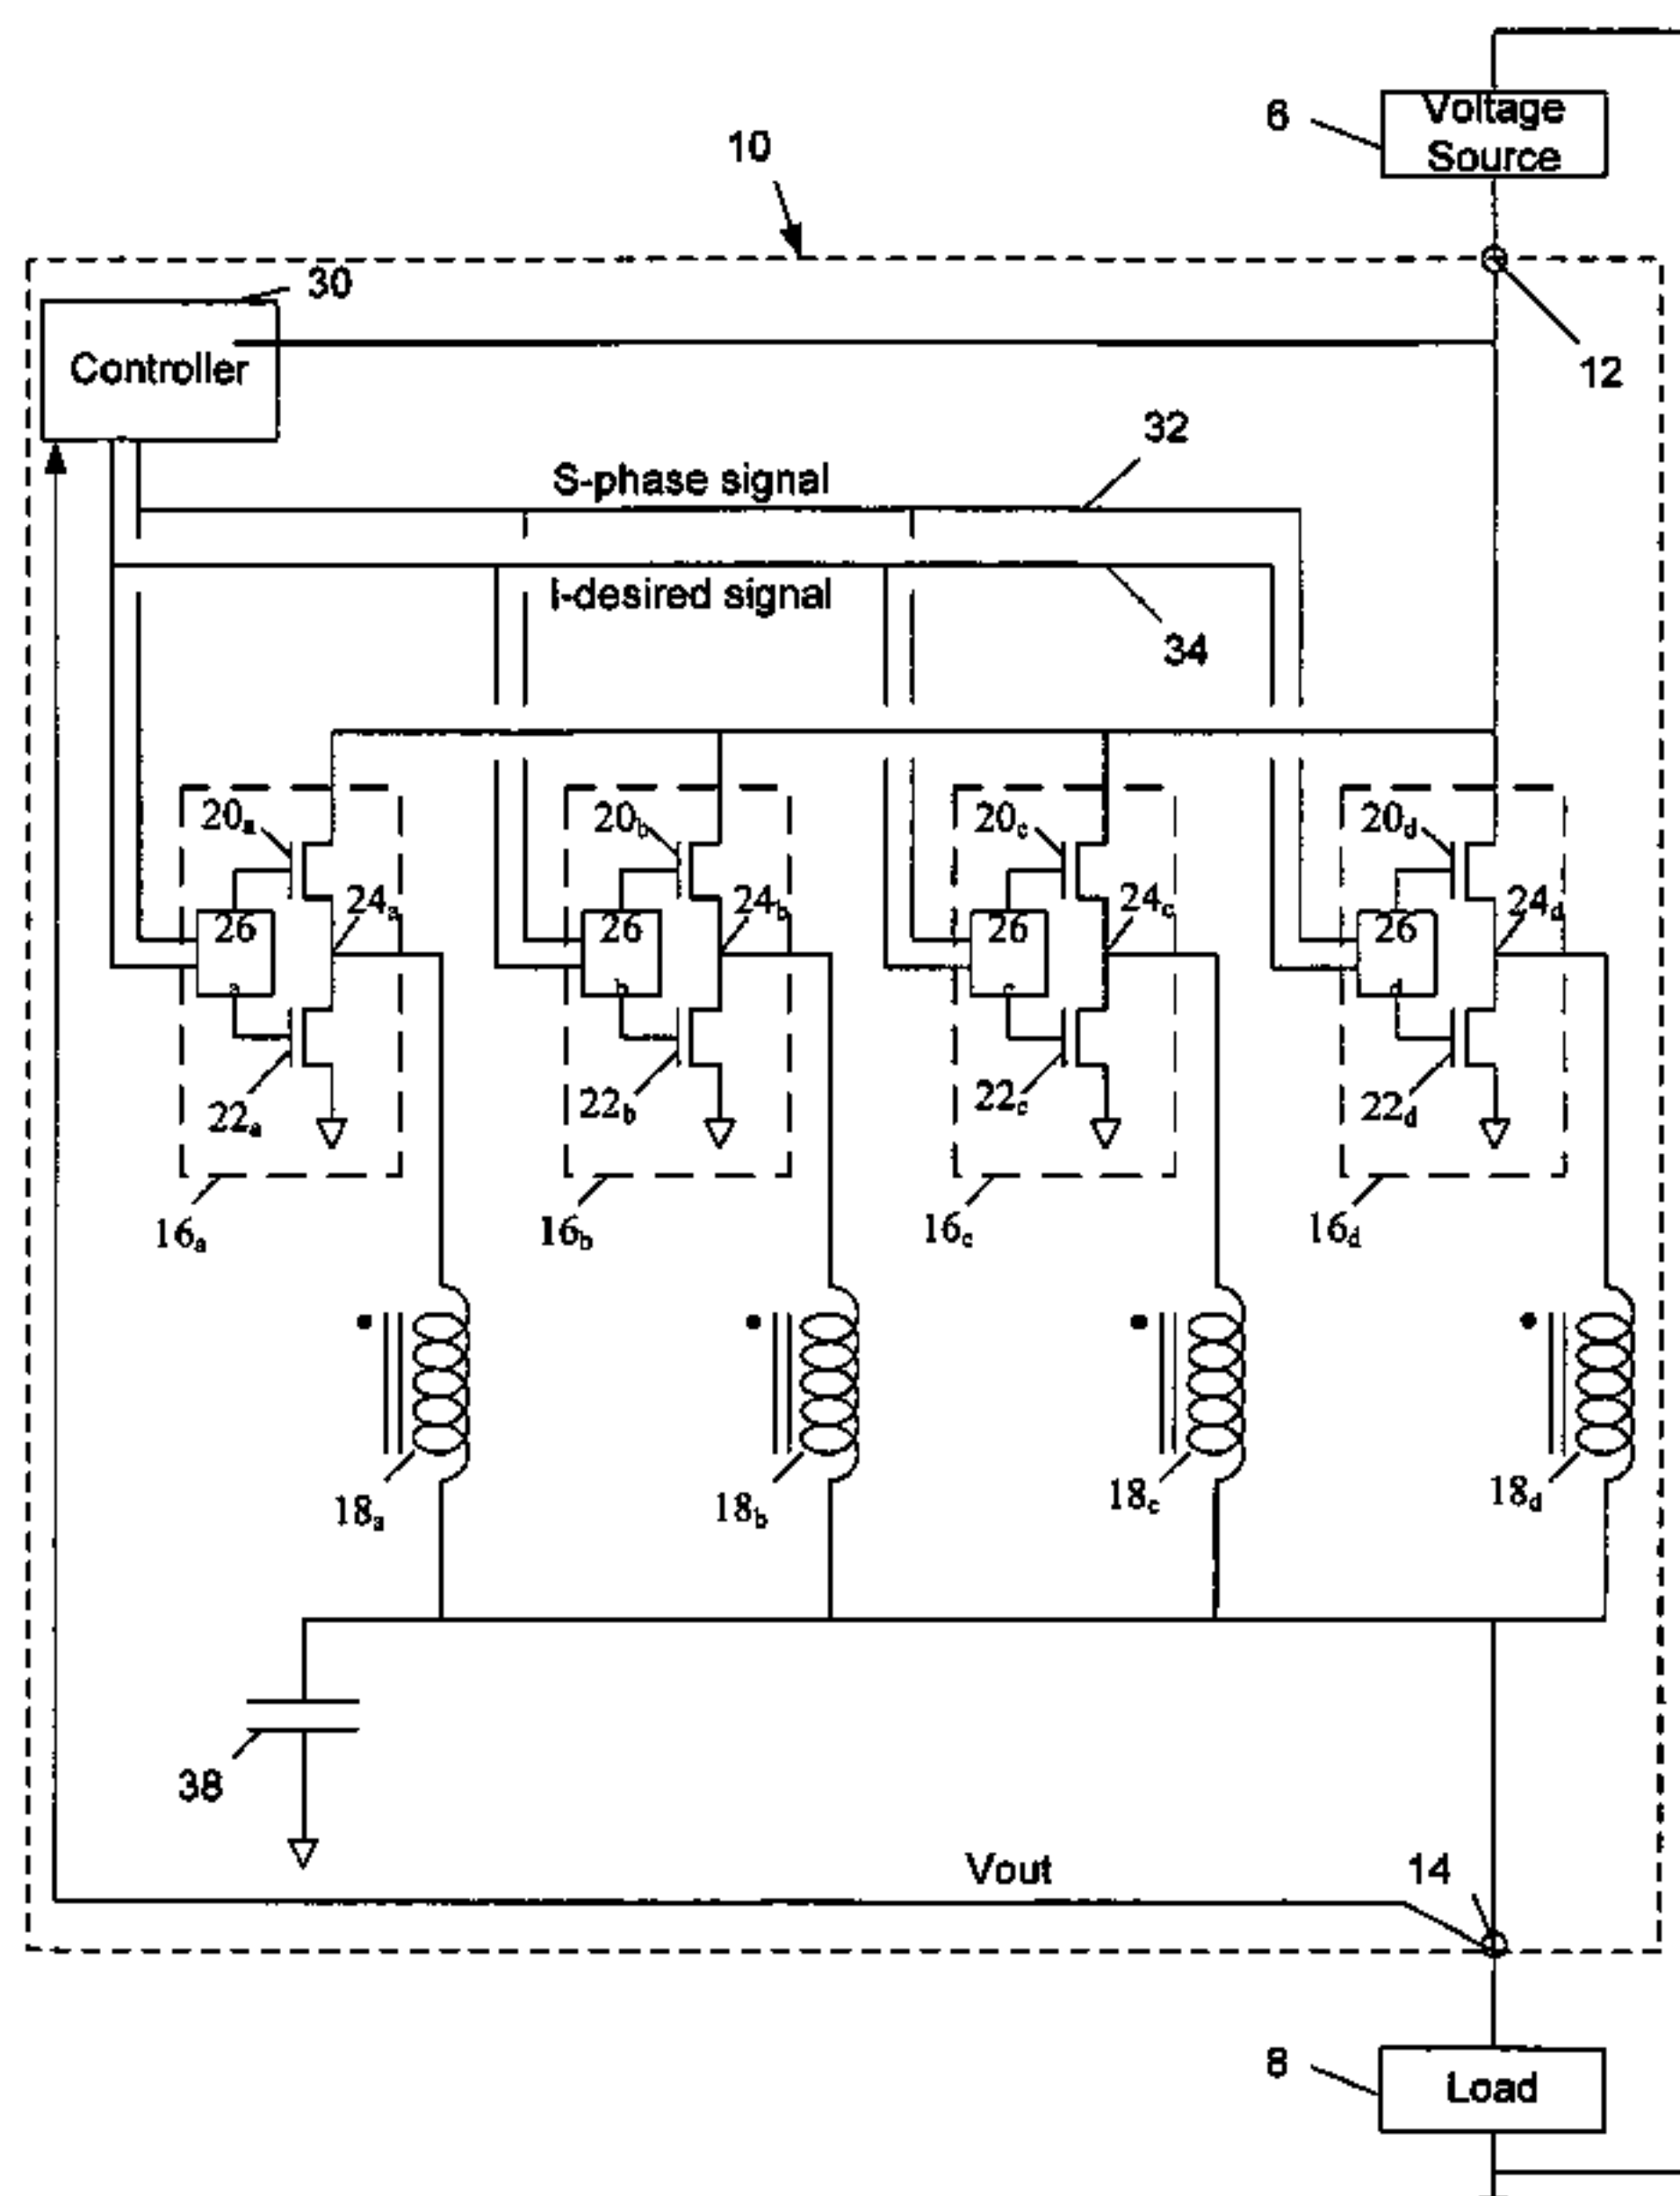 6
Voltage
Source
10
30
Controller
12
32
S-phase signal
I-desired signal
34
20a
20b
20c
20d
24a
24b
24c
24d
26
a
26
b
26
c
26
d
22a
22b
22c
22d
16a
16b
16c
16d
18a
18b
18c
18d
38
Vout
14
8
Load